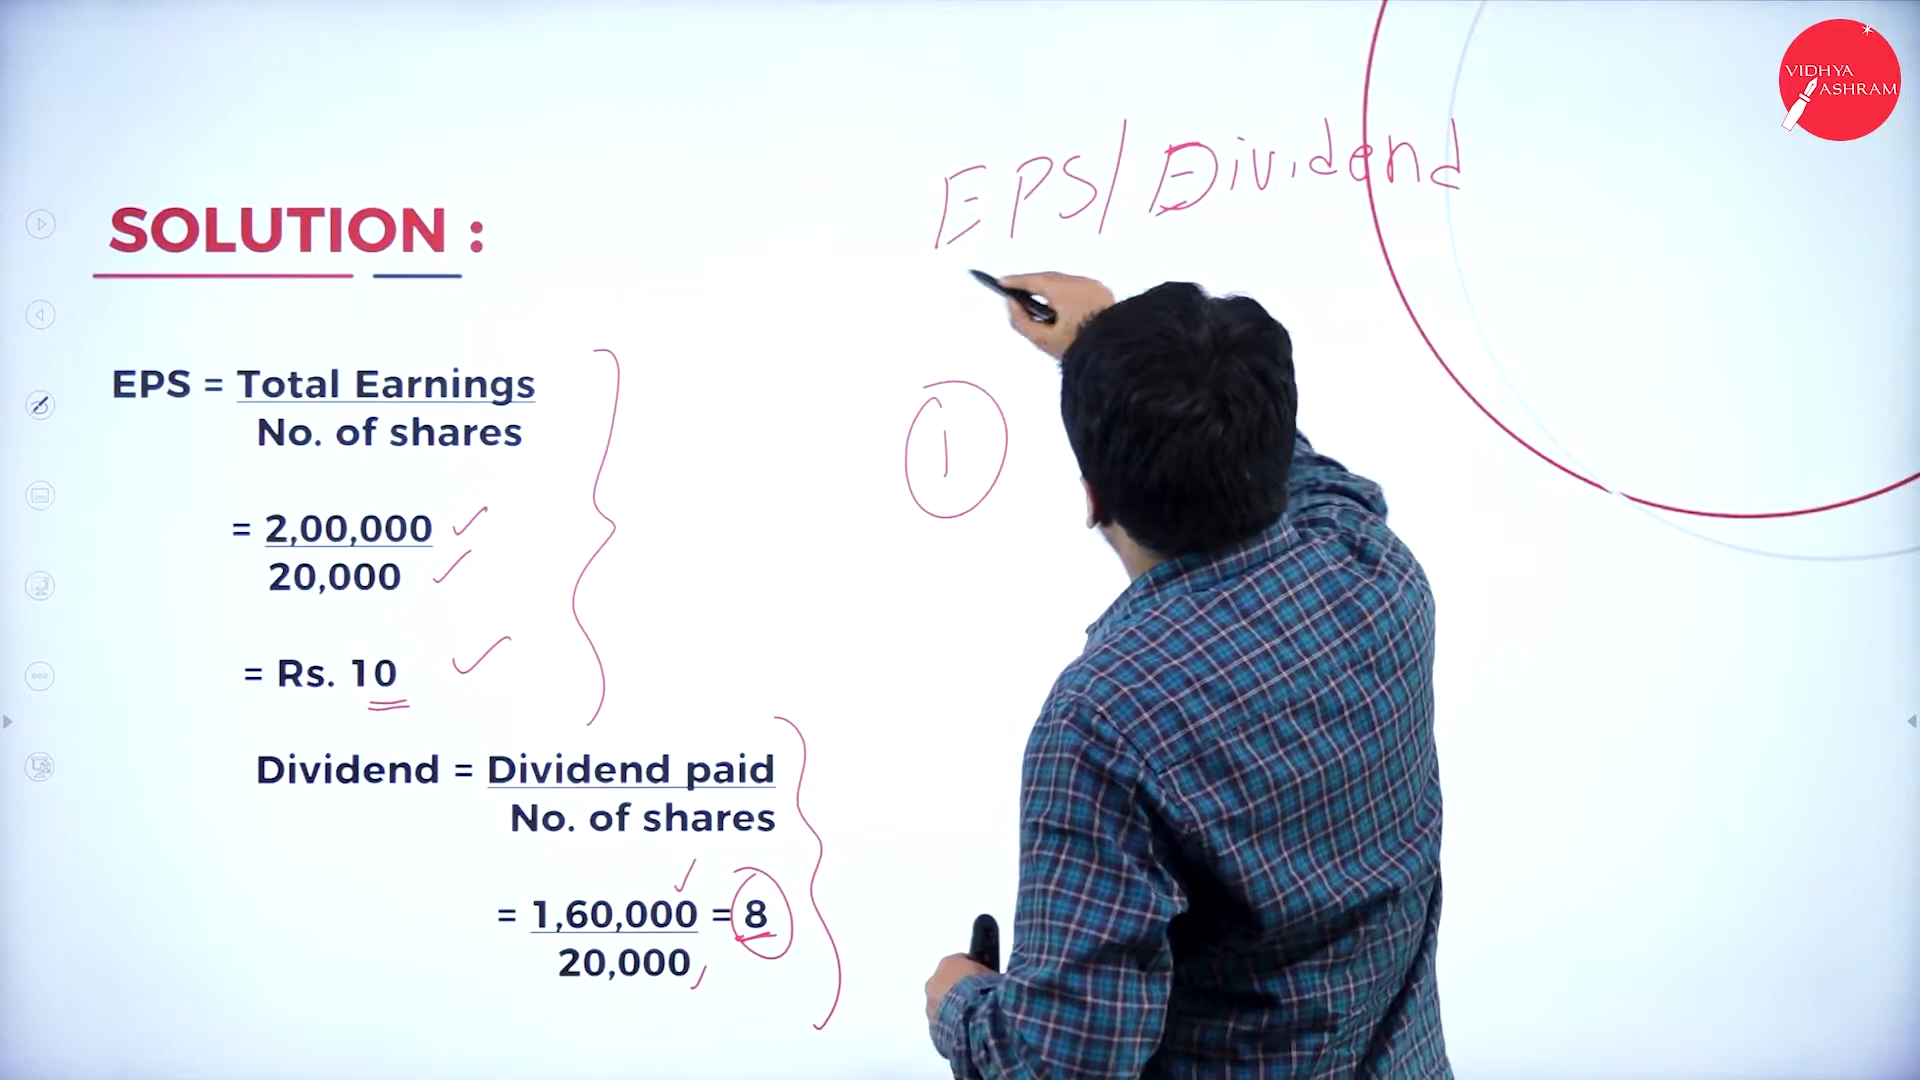 VIDHYA
ASHRAM
EPS/Dividend
SOLUTION :
EPS = Total Earnings
No. of shares
1
= 2,00,000
20,000
= Rs. 10
Dividend = Dividend paid
No. of shares
= 1,60,000 = 8
20,000